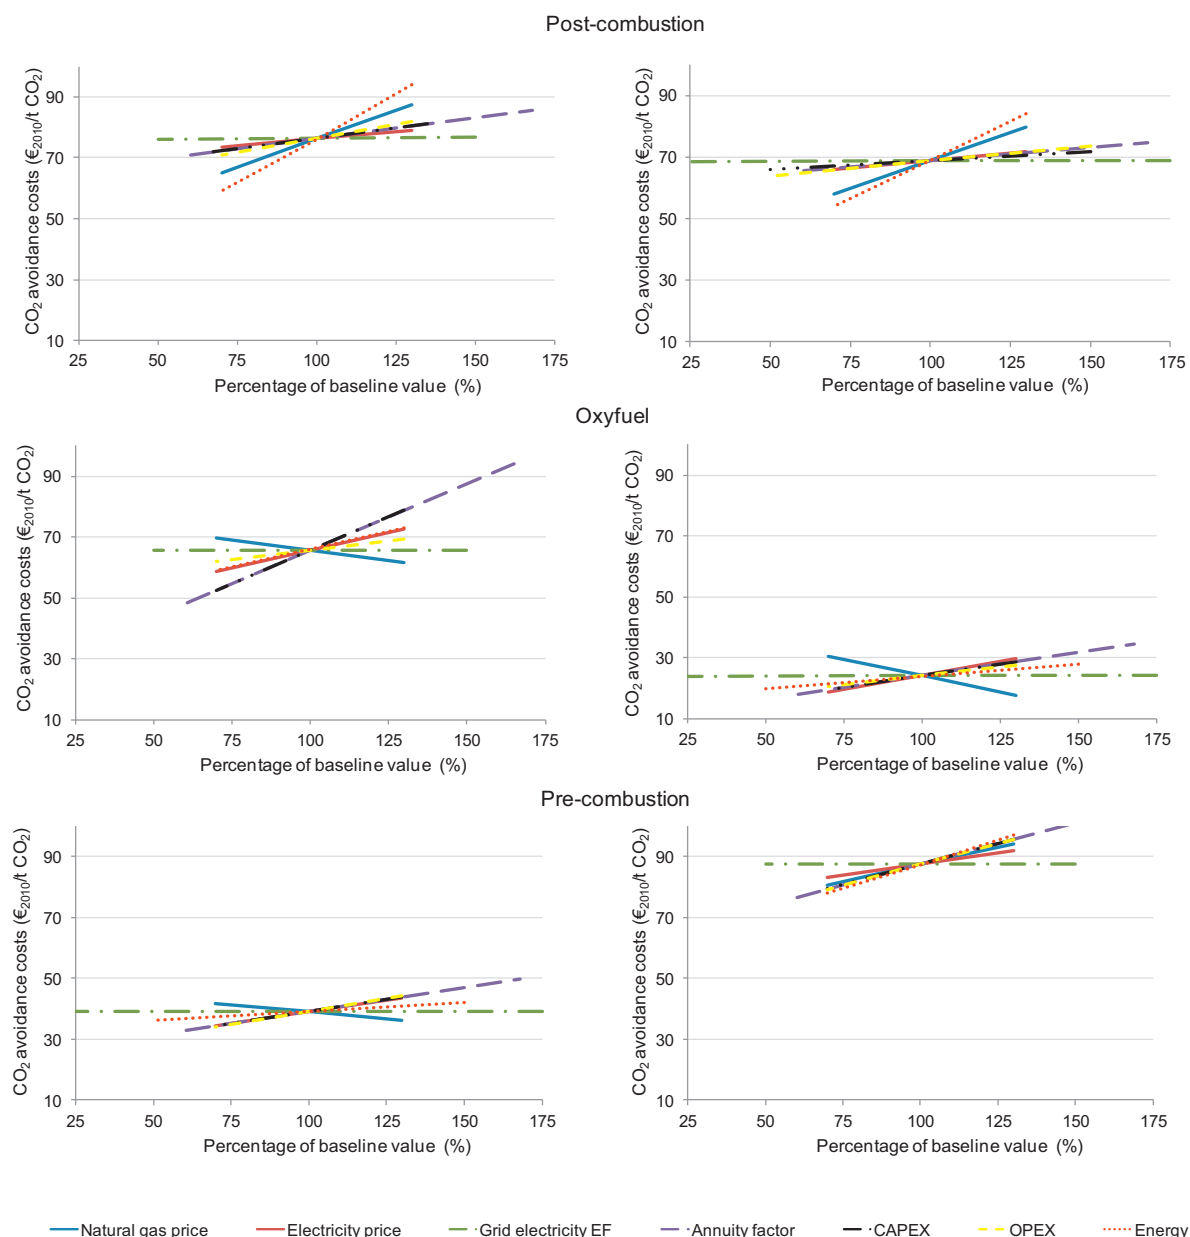 Post-combustion
CO2 avoidance costs (€2010/t CO2)
90
70
50
30
10
25 50 75 100 125 150 175
Percentage of baseline value (%)
CO2 avoidance costs (€2010/t CO2)
90
70
50
30
10
25 50 75 100 125 150 175
Percentage of baseline value (%)
Oxyfuel
CO2 avoidance costs (€2010/t CO2)
90
70
50
30
10
25 50 75 100 125 150 175
Percentage of baseline value (%)
CO2 avoidance costs (€2010/t CO2)
90
70
50
30
10
25 50 75 100 125 150 175
Percentage of baseline value (%)
Pre-combustion
CO2 avoidance costs (€2010/t CO2)
90
70
50
30
10
25 50 75 100 125 150 175
Percentage of baseline value (%)
CO2 avoidance costs (€2010/t CO2)
90
70
50
30
10
25 50 75 100 125 150 175
Percentage of baseline value (%)
Natural gas price Electricity price Grid electricity EF Annuity factor CAPEX OPEX Energy